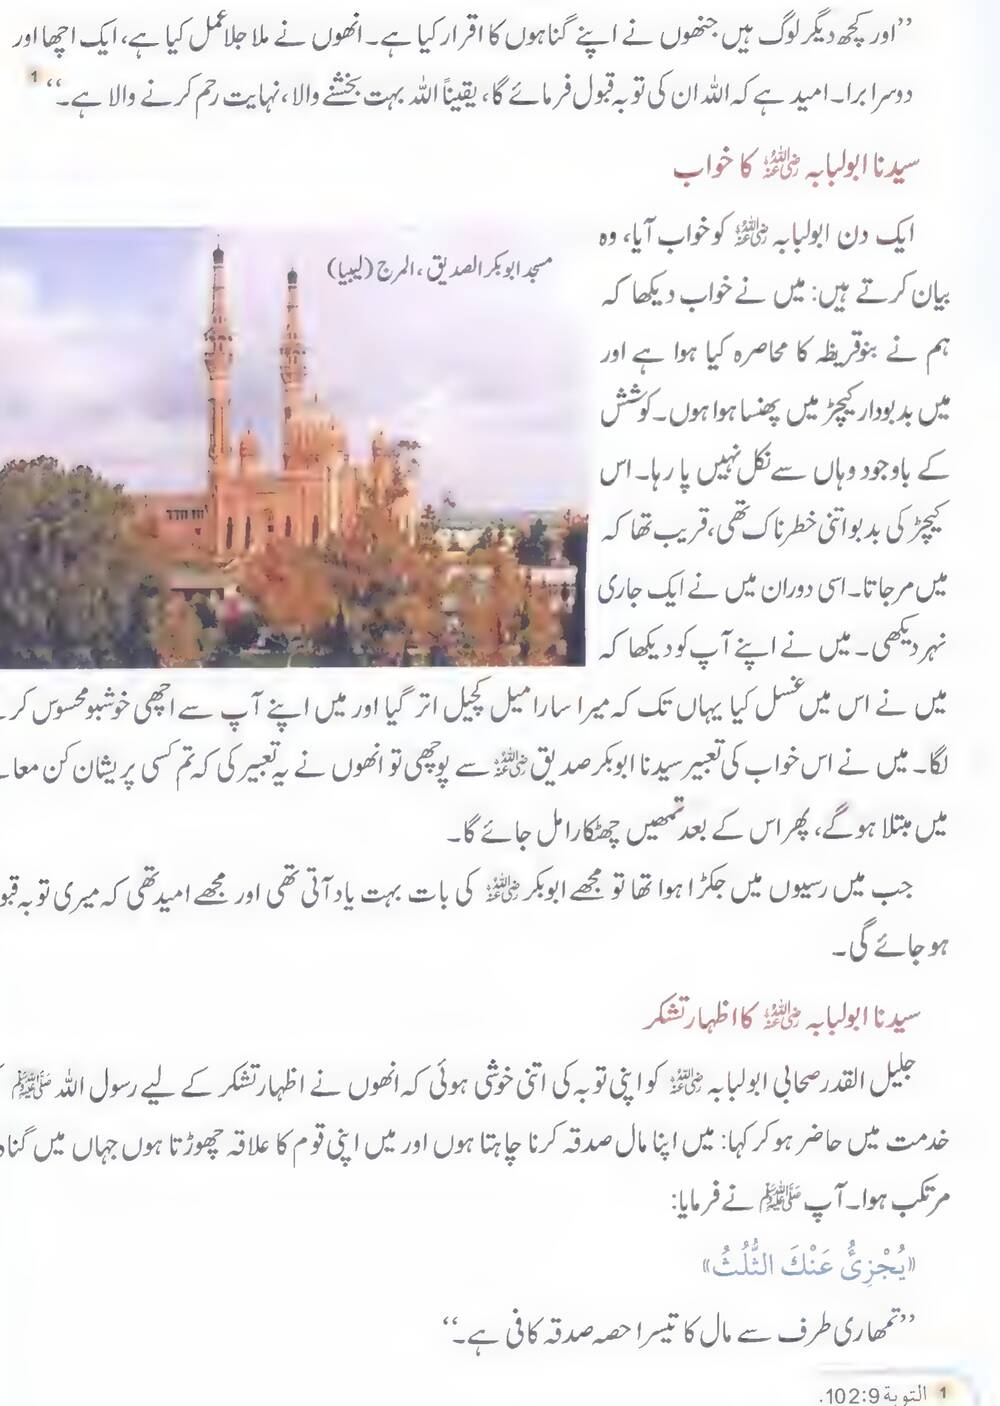 ’’اور کچھ دیگر لوگ ہیں جنھوں نے اپنے گناہوں کا اقرار کیا ہے۔ انھوں نے ملا جلا عمل کیا ہے، ایک اچھا اور
دوسرا برا۔ امید ہے کہ اللہ ان کی توبہ قبول فرمائے گا، یقیناً اللہ بہت بخشنے والا، نہایت رحم کرنے والا ہے۔‘‘ 1
سیدنا ابولبابہ رضی اللہ عنہ کا خواب
ایک دن ابولبابہ رضی اللہ عنہ کو خواب آیا، وہ
بیان کرتے ہیں: میں نے خواب دیکھا کہ
ہم نے بنو قریظہ کا محاصرہ کیا ہوا ہے اور
میں بدبودار کیچڑ میں پھنسا ہوا ہوں۔ کوشش
کے باوجود وہاں سے نکل نہیں پا رہا۔ اس
کیچڑ کی بدبو اتنی خطرناک تھی، قریب تھا کہ
میں مر جاتا۔ اسی دوران میں نے ایک جاری
نہر دیکھی۔ میں نے اپنے آپ کو دیکھا کہ
مسجد ابوبکر الصدیق، المرج (لیبیا)
میں نے اس میں غسل کیا یہاں تک کہ میرا سارا میل کچیل اتر گیا اور میں اپنے آپ سے اچھی خوشبو محسوس کر
لگا۔ میں نے اس خواب کی تعبیر سیدنا ابوبکر صدیق رضی اللہ عنہ سے پوچھی تو انھوں نے یہ تعبیر کی کہ تم کسی پریشان کن
میں مبتلا ہو گے، پھر اس کے بعد تمھیں چھٹکارا مل جائے گا۔
جب میں رسیوں میں جکڑا ہوا تھا تو مجھے ابوبکر رضی اللہ عنہ کی بات بہت یاد آتی تھی اور مجھے امید تھی کہ میری توبہ
ہو جائے گی۔
سیدنا ابولبابہ رضی اللہ عنہ کا اظہار تشکر
جلیل القدر صحابی ابولبابہ رضی اللہ عنہ کو اپنی توبہ کی اتنی خوشی ہوئی کہ انھوں نے اظہار تشکر کے لیے رسول اللہ ﷺ
خدمت میں حاضر ہو کر کہا: میں اپنا مال صدقہ کرنا چاہتا ہوں اور میں اپنی قوم کا علاقہ چھوڑتا ہوں جہاں میں
مرتکب ہوا۔ آپ ﷺ نے فرمایا:
«يُجْزِئُ عَنْكَ الثُّلُثُ»
’’تمھاری طرف سے مال کا تیسرا حصہ صدقہ کافی ہے۔‘‘
1 التوبة 102:9.